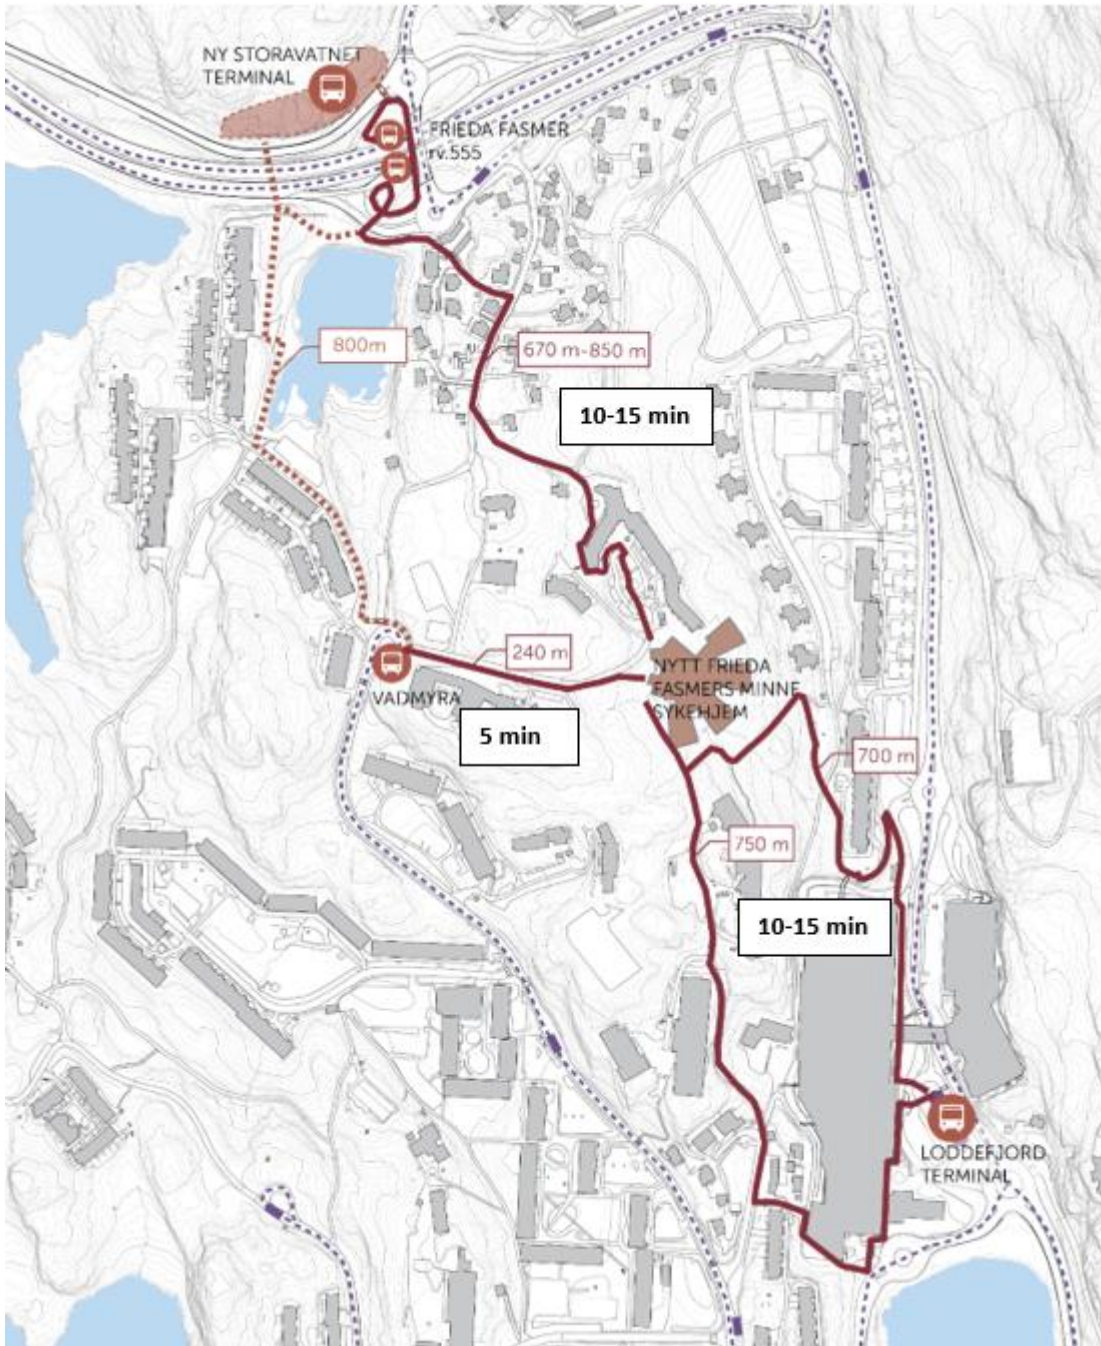 NY STORAVATNET
TERMINAL
FRIEDA FASMER
rv.555
800m
670 m-850 m
10-15 min
240 m
VADMYRA
5 min
NYTT FRIEDA
FASMERS MINNE
SYKEHJEM
700 m
750 m
10-15 min
LODDEFJORD
TERMINAL